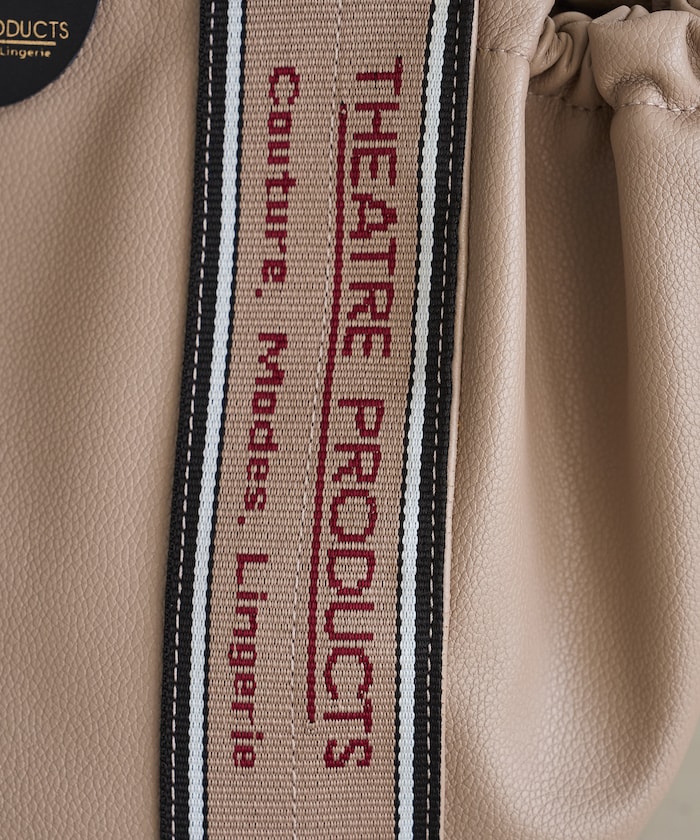 ODUCTS
Lingerie
THEATRE PRODUCTS
Couture. Modes. Lingerie